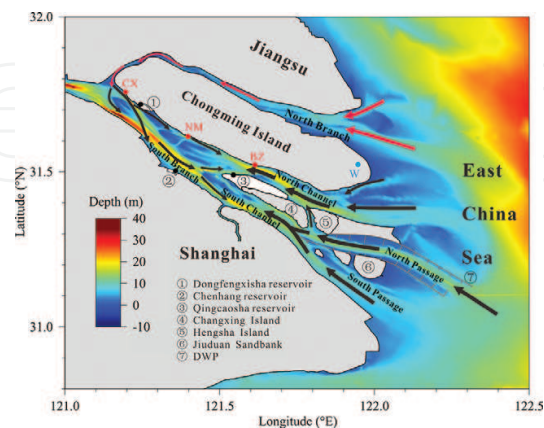 32.0
31.5
31.0
Latitude (°N)
Jiangsu
Chongming Island
North Branch
CX
①
NM
BZ
W
②
③
South Branch
North Channel
South Channel
④
⑤
⑥
⑦
East
China
Sea
North Passage
South Passage
Shanghai
Depth (m)
40
30
20
10
0
-10
① Dongfengxisha reservoir
② Chenhang reservoir
③ Qingcaosha reservoir
④ Changxing Island
⑤ Hengsha Island
⑥ Jiuduan Sandbank
⑦ DWP
121.0
121.5
122.0
122.5
Longitude (°E)